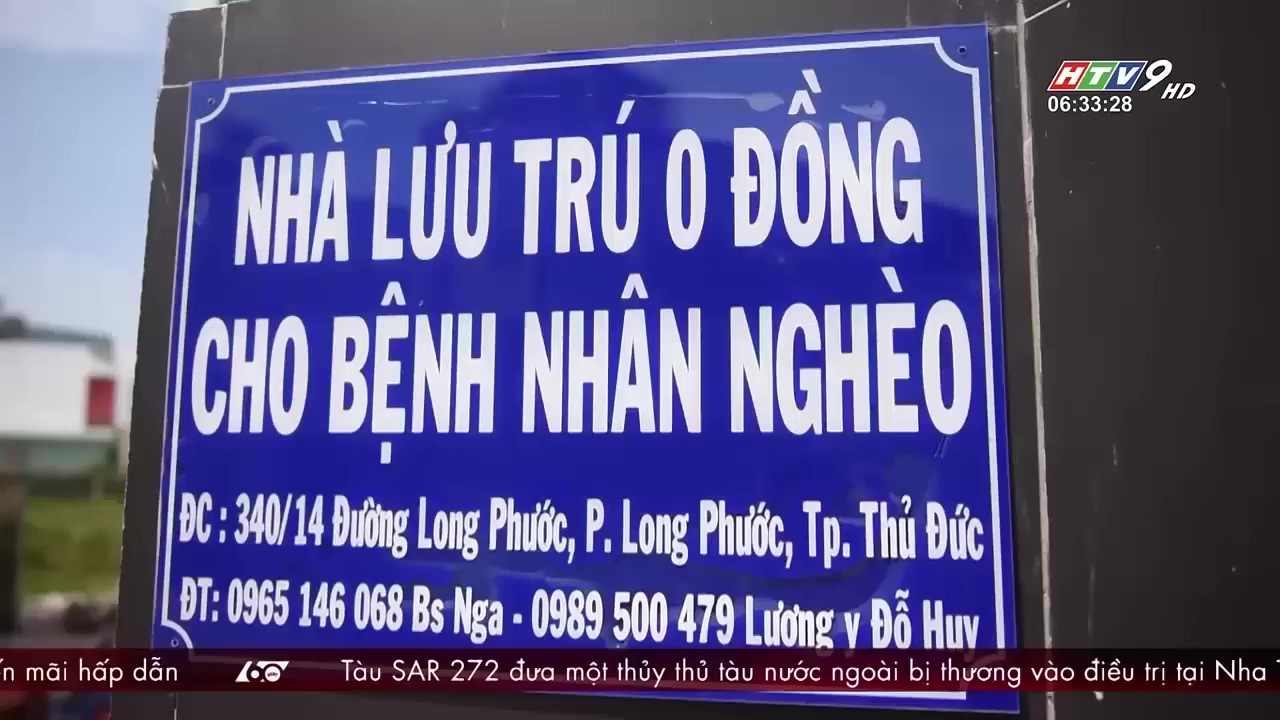 HTV9 HD
06:33:28
NHÀ LƯU TRÚ 0 ĐỒNG
CHO BỆNH NHÂN NGHÈO
ĐC : 340/14 Đường Long Phước, P. Long Phước, Tp. Thủ Đức
ĐT: 0965 146 068 Bs Nga - 0989 500 479 Lương y Đỗ Huy
mãi hấp dẫn 60 Tàu SAR 272 đưa một thủy thủ tàu nước ngoài bị thương vào điều trị tại Nha